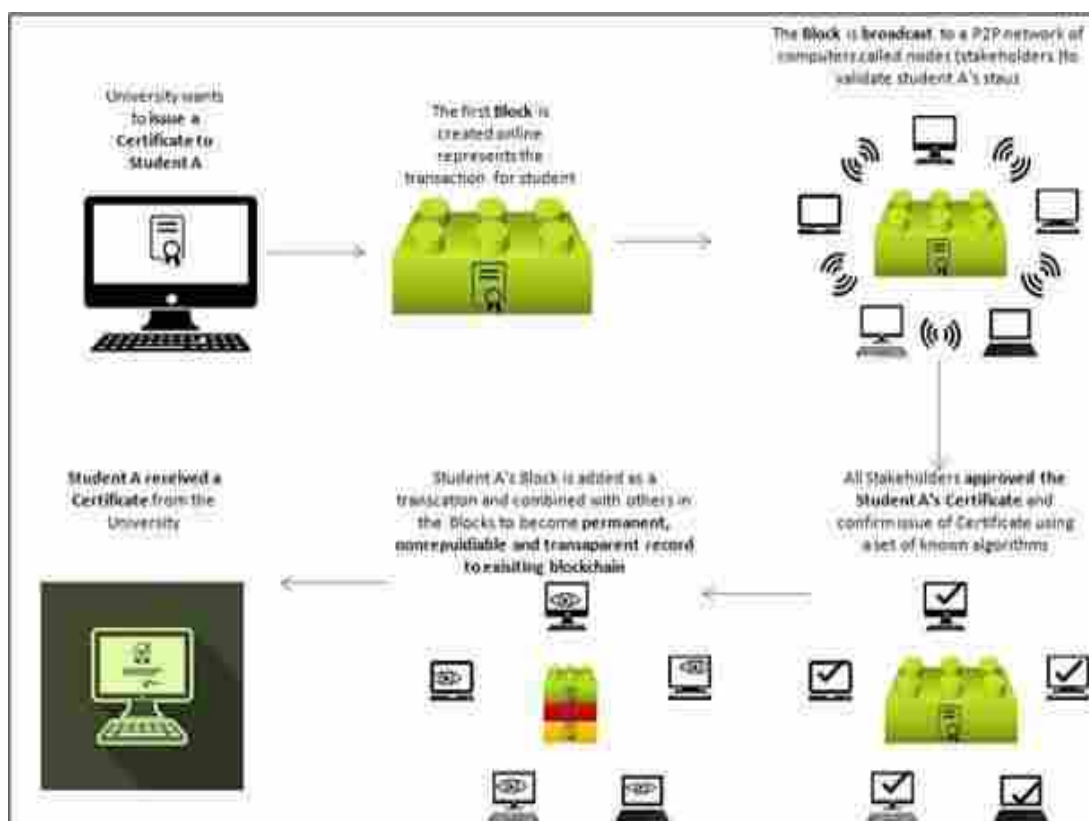 University wants
to issue a
Certificate to
Student A
The first Block is
created online
represents the
transaction for student
The Block is broadcast to a P2P network of
computers called nodes (stakeholders )to
validate student A's staus
All Stakeholders approved the
Student A's Certificate and
confirm issue of Certificate using
a set of known algorithms
Student A's Block is added as a
transcation and combined with others in
the Blocks to become permanent,
nonrepuidiable and transparent record
to exisiting blockchain
Student A received a
Certificate from the
University